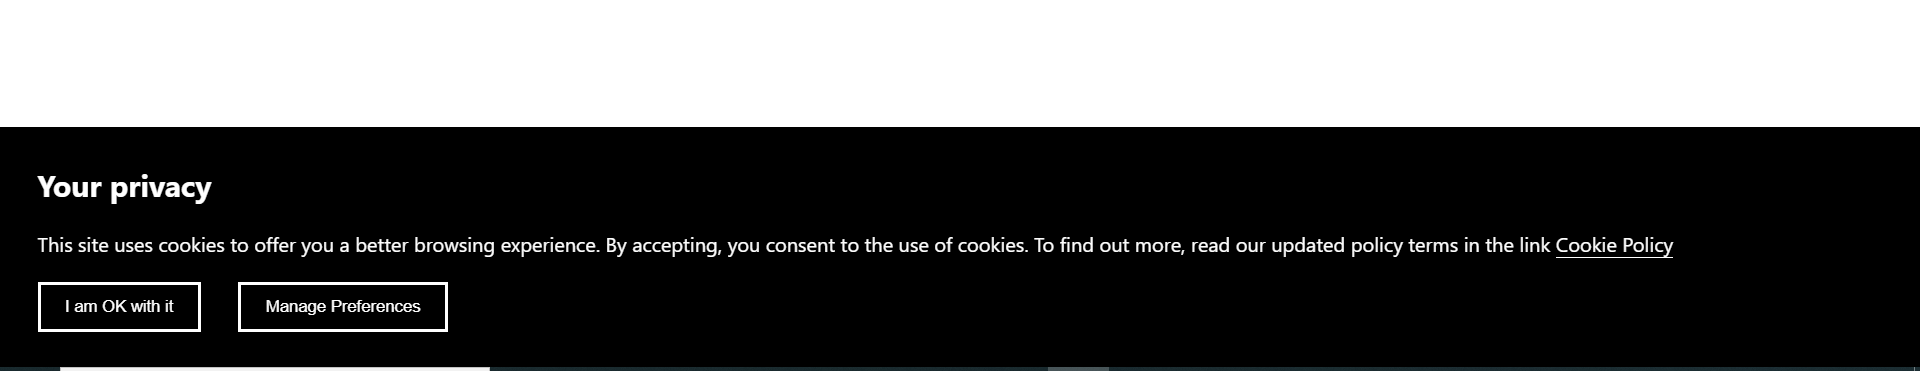 Your privacy
This site uses cookies to offer you a better browsing experience. By accepting, you consent to the use of cookies. To find out more, read our updated policy terms in the link Cookie Policy
I am OK with it
Manage Preferences